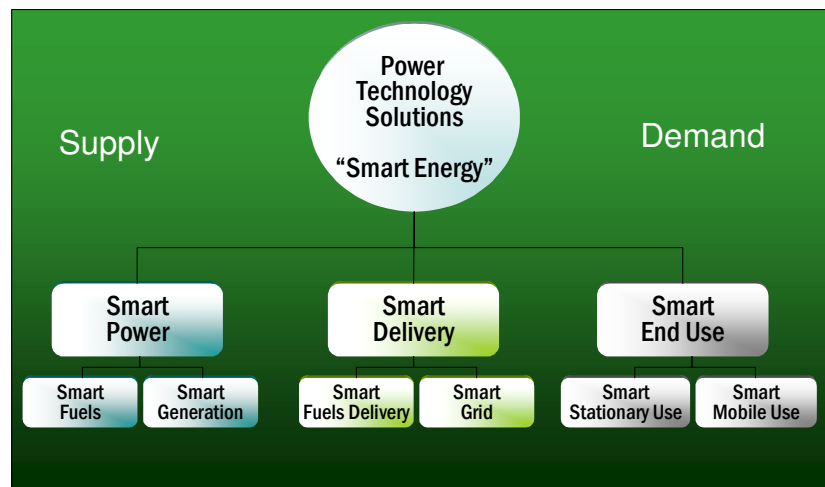 Power
Technology
Solutions
“Smart Energy”
Supply
Demand
Smart
Power
Smart
Delivery
Smart
End Use
Smart
Fuels
Smart
Generation
Smart
Fuels Delivery
Smart
Grid
Smart
Stationary Use
Smart
Mobile Use